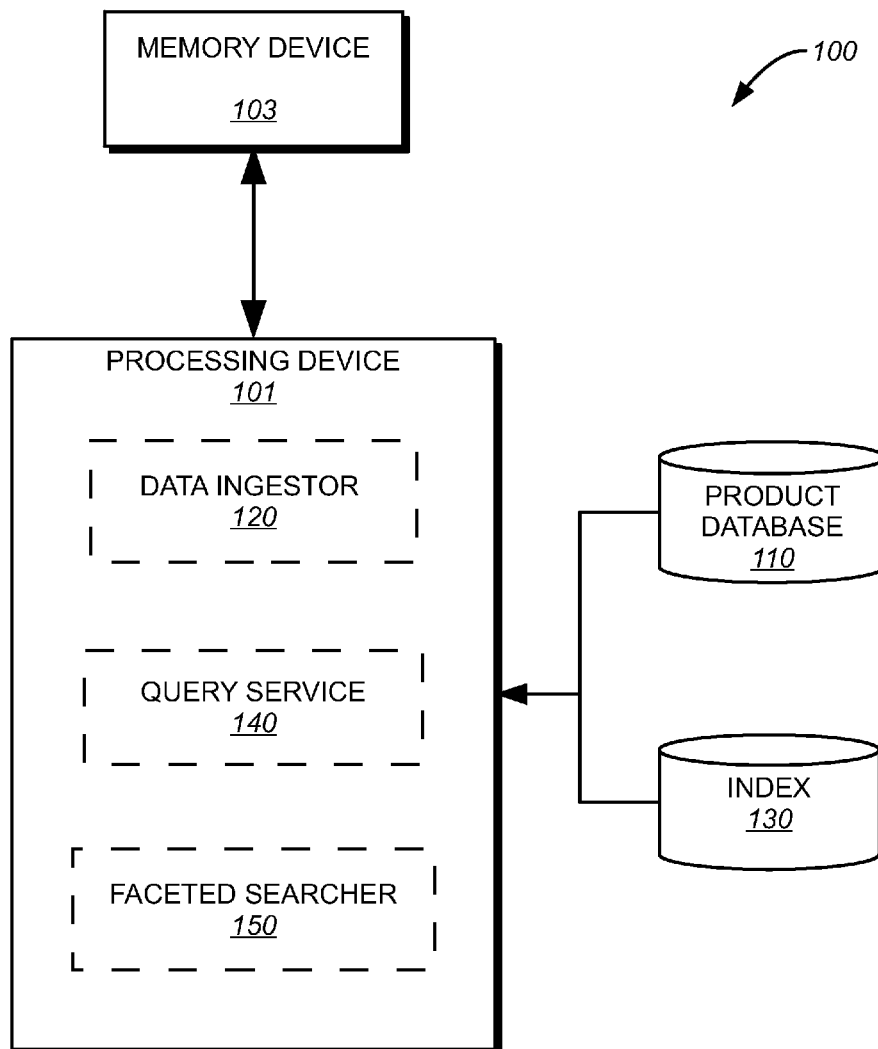 MEMORY DEVICE
103
100
PROCESSING DEVICE
101
DATA INGESTOR
120
QUERY SERVICE
140
FACETED SEARCHER
150
PRODUCT
DATABASE
110
INDEX
130